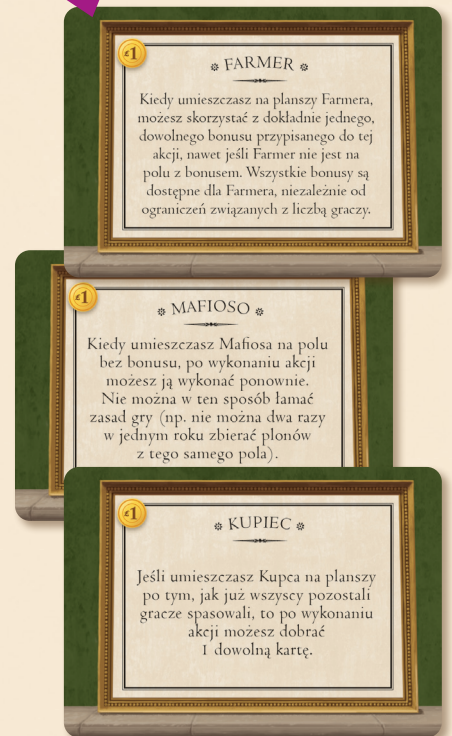 £1
FARMER
Kiedy umieszczasz na planszy Farmera,
możesz skorzystać z dokładnie jednego,
dowolnego bonusu przypisanego do tej
akcji, nawet jeśli Farmer nie jest na
polu z bonusem. Wszystkie bonusy są
dostępne dla Farmera, niezależnie od
ograniczeń związanych z liczbą graczy.
£1
MAFIOSO
Kiedy umieszczasz Mafiosa na polu
bez bonusu, po wykonaniu akcji
możesz ją wykonać ponownie.
Nie można w ten sposób łamać
zasad gry (np. nie można dwa razy
w jednym roku zbierać plonów
z tego samego pola).
£1
KUPIEC
Jeśli umieszczasz Kupca na planszy
po tym, jak już wszyscy pozostali
gracze spasowali, to po wykonaniu
akcji możesz dobrać
1 dowolną kartę.